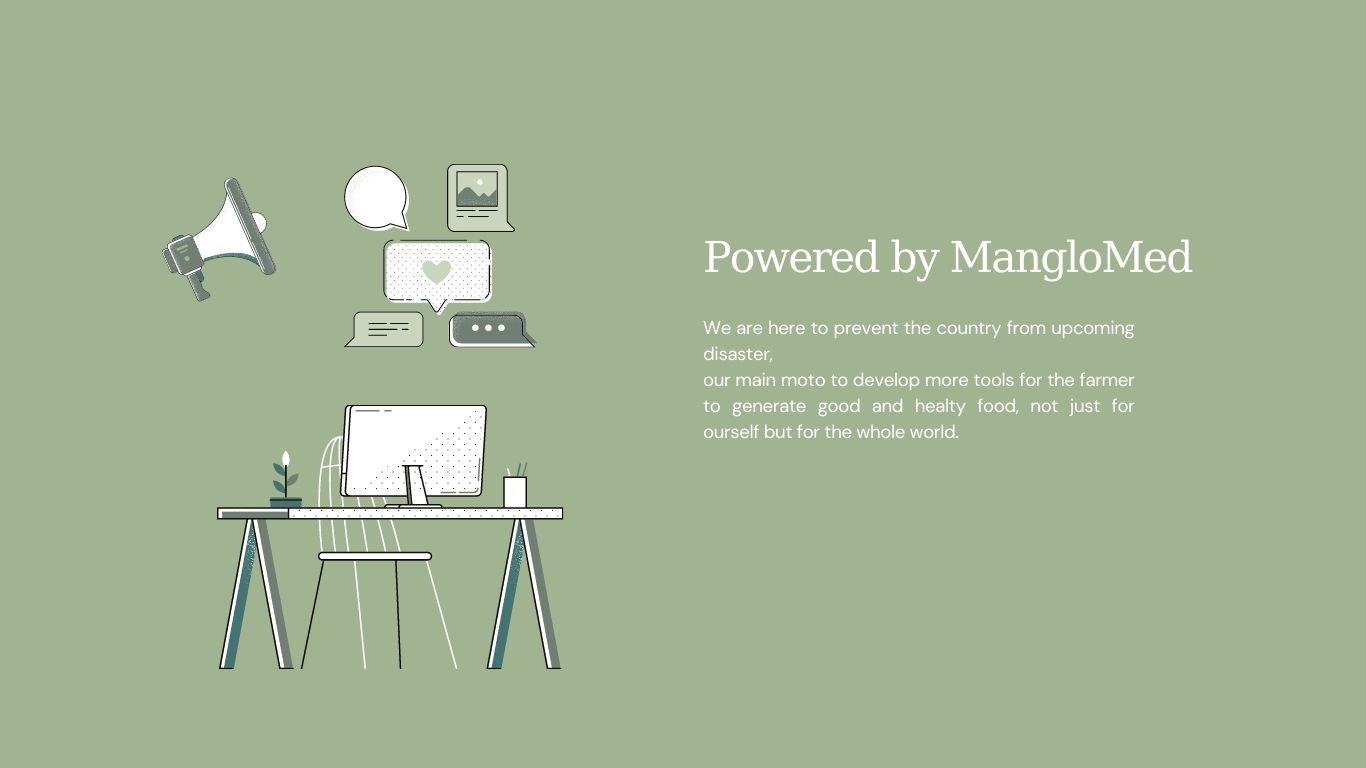 Powered by MangloMed
We are here to prevent the country from upcoming
disaster,
our main moto to develop more tools for the farmer
to generate good and healty food, not just for
ourself but for the whole world.